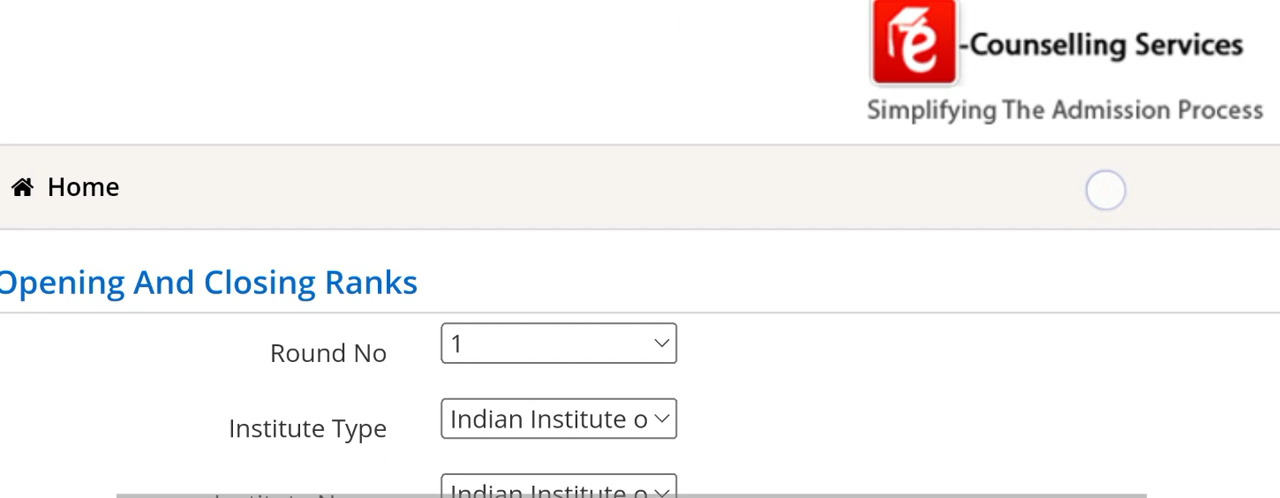 e-Counselling Services
Simplifying The Admission Process
Home
Opening And Closing Ranks
Round No
1
Institute Type
Indian Institute o
Indian Institute o